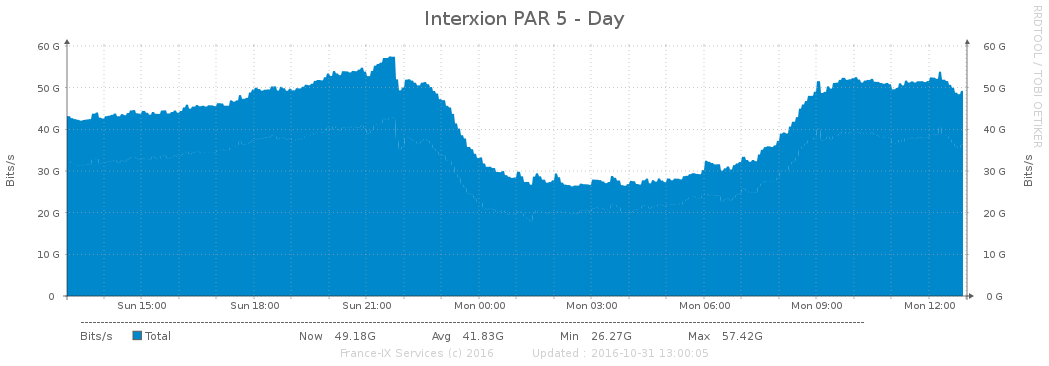 Interxion PAR 5 - Day
RRDTOOL / TOBI OETIKER
Bits/s
60 G
50 G
40 G
30 G
20 G
10 G
0
60 G
50 G
40 G
30 G
20 G
10 G
0 G
Bits/s
Sun 15:00 Sun 18:00 Sun 21:00 Mon 00:00 Mon 03:00 Mon 06:00 Mon 09:00 Mon 12:00
Bits/s Total Now 49.18G Avg 41.83G Min 26.27G Max 57.42G
France-IX Services (c) 2016 Updated : 2016-10-31 13:00:05